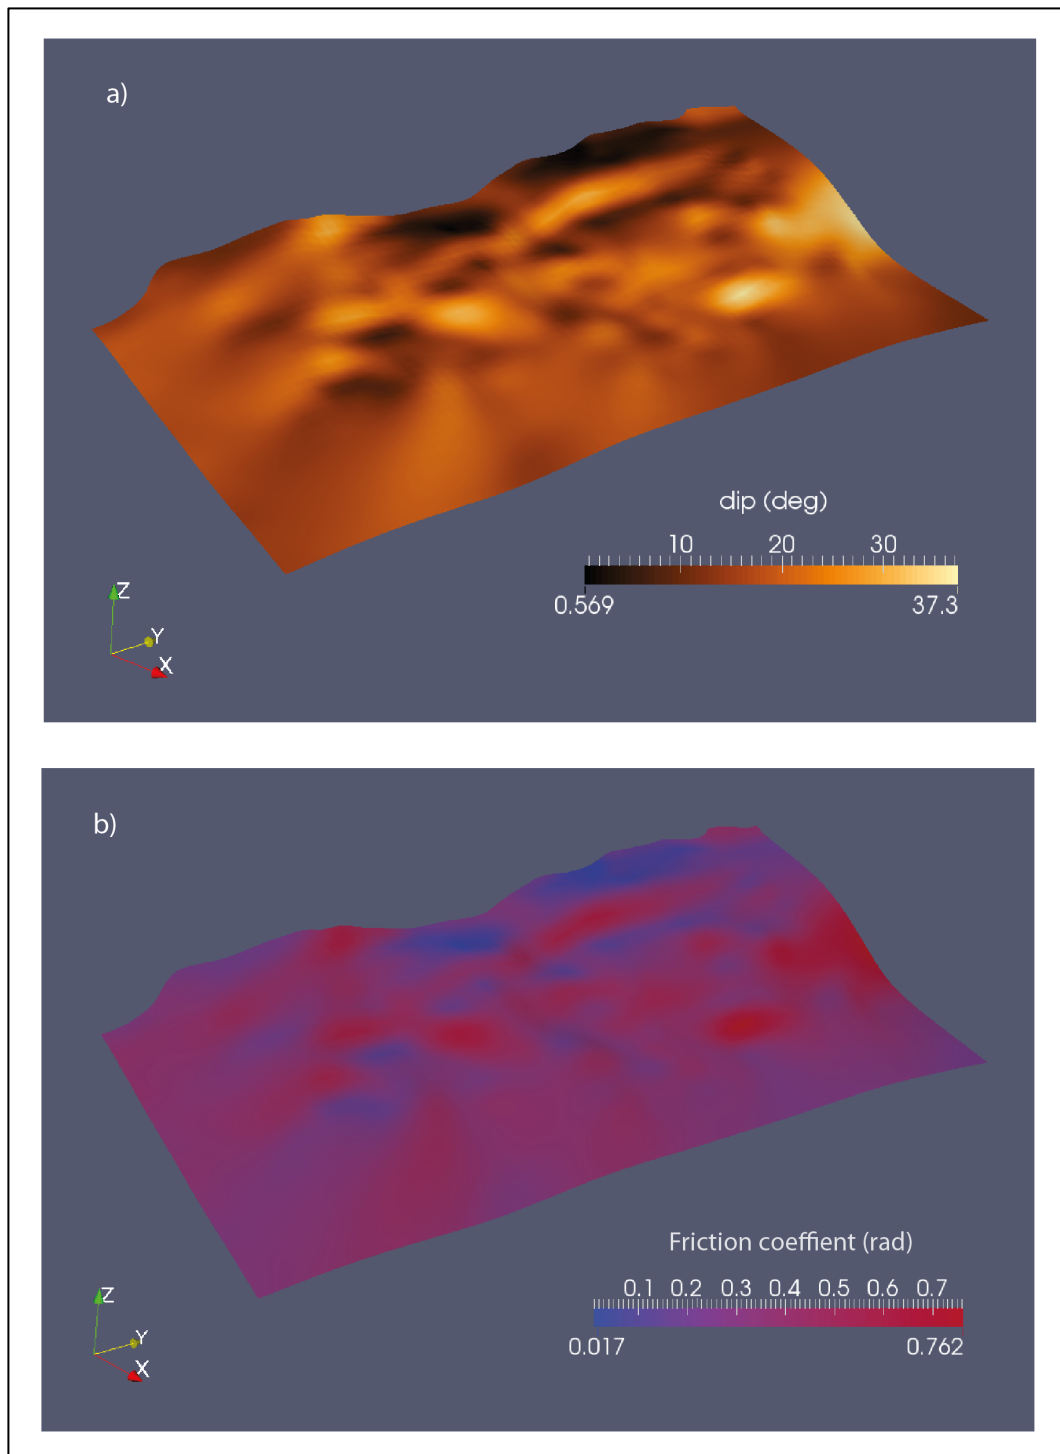 a)
dip (deg)
10 20 30
0.569 37.3
Z
Y
X
b)
Friction coeffient (rad)
0.1 0.2 0.3 0.4 0.5 0.6 0.7
0.017 0.762
Z
Y
X